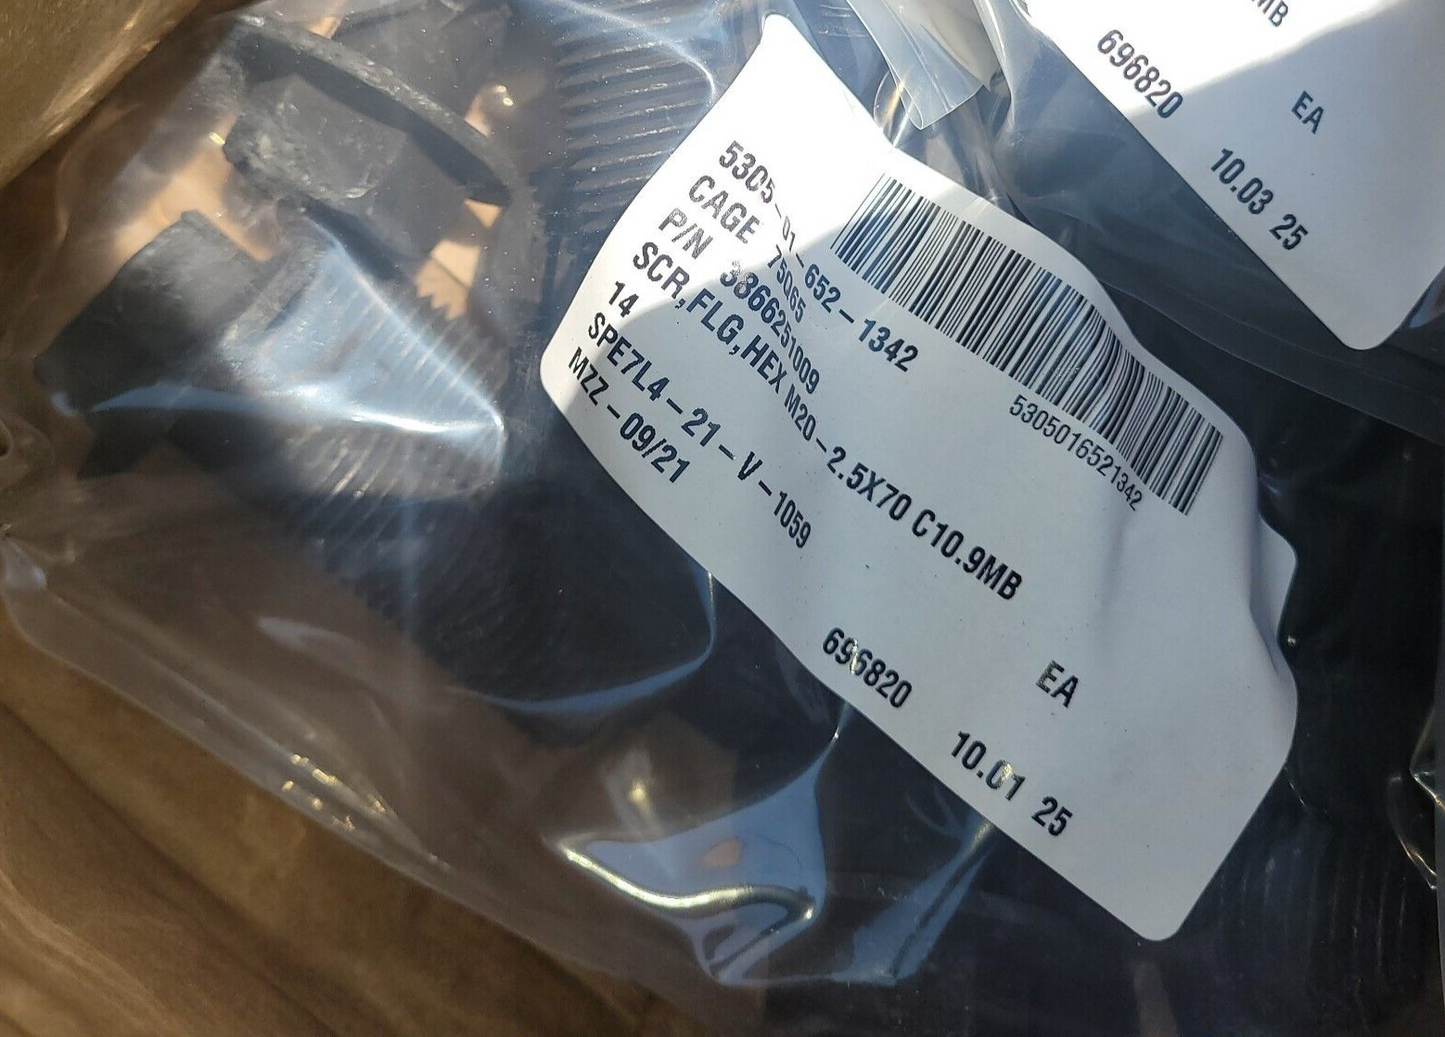 5305-01-652-1342
CAGE 75065
P/N 3866251009
SCR,FLG,HEX M20-2.5X70 C10.9MB
14 EA
SPE7L4-21-V-1059
MZZ-09/21
696820
10.01 25
5305016521342
MB
EA
696820
10.03 25